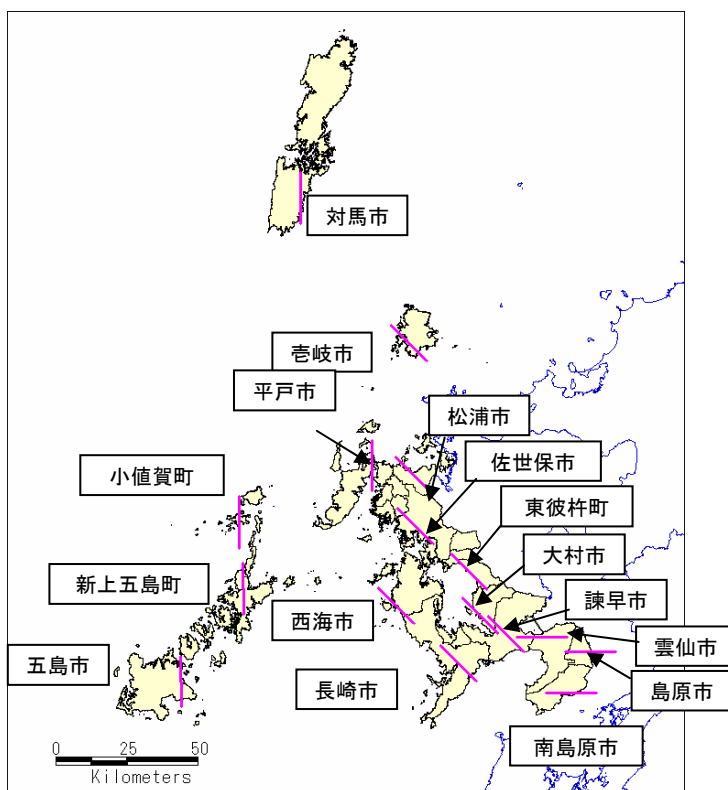 対馬市
壱岐市
平戸市
松浦市
佐世保市
小値賀町
東彼杵町
大村市
新上五島町
西海市
諫早市
雲仙市
五島市
長崎市
島原市
南島原市
0 25 50
Kilometers